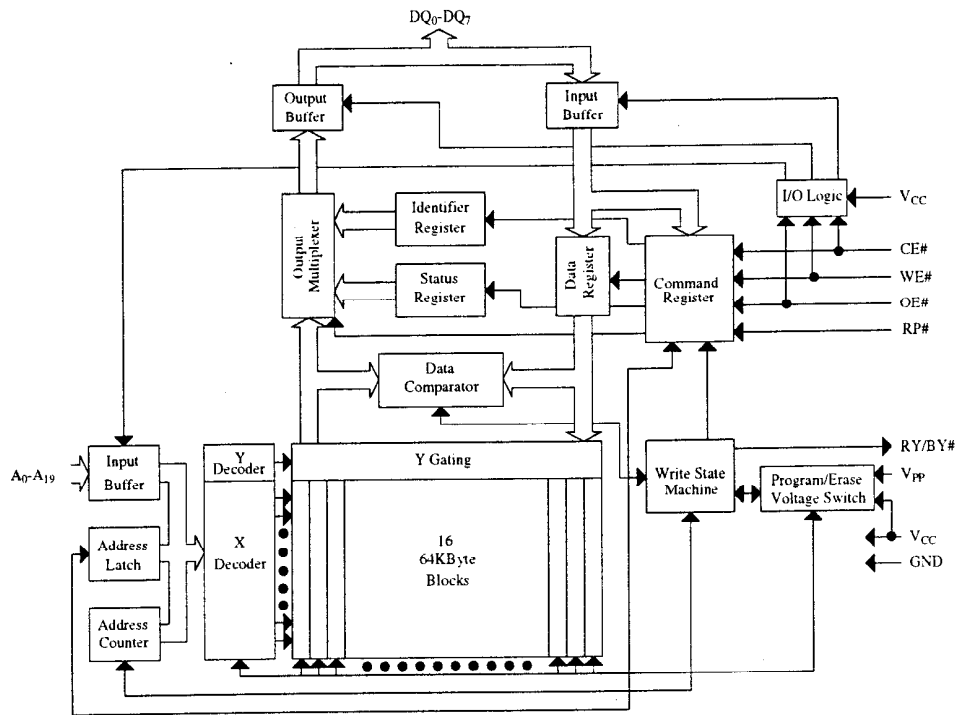 DQ0-DQ7
Output
Buffer
Input
Buffer
I/O Logic
VCC
Output
Multiplexer
Identifier
Register
Status
Register
Data
Register
Command
Register
CE#
WE#
OE#
RP#
Data
Comparator
A0-A19
Input
Buffer
Y
Decoder
Y Gating
Write State
Machine
RY/BY#
Program/Erase
Voltage Switch
VPP
VCC
GND
Address
Latch
X
Decoder
16
64KByte
Blocks
Address
Counter